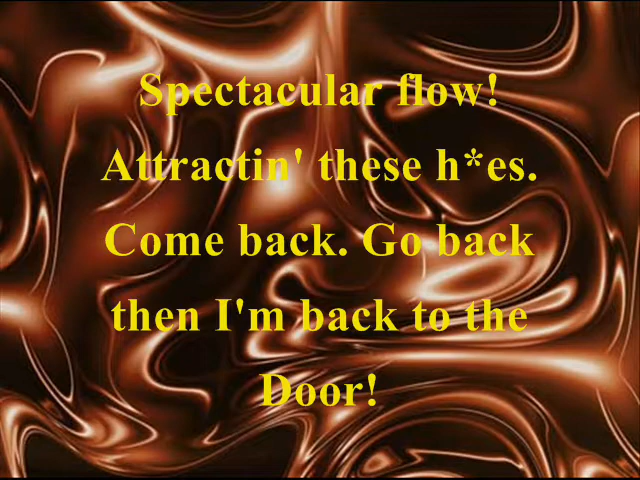 Spectacular flow!
Attractin' these h*es.
Come back. Go back
then I'm back to the
Door!